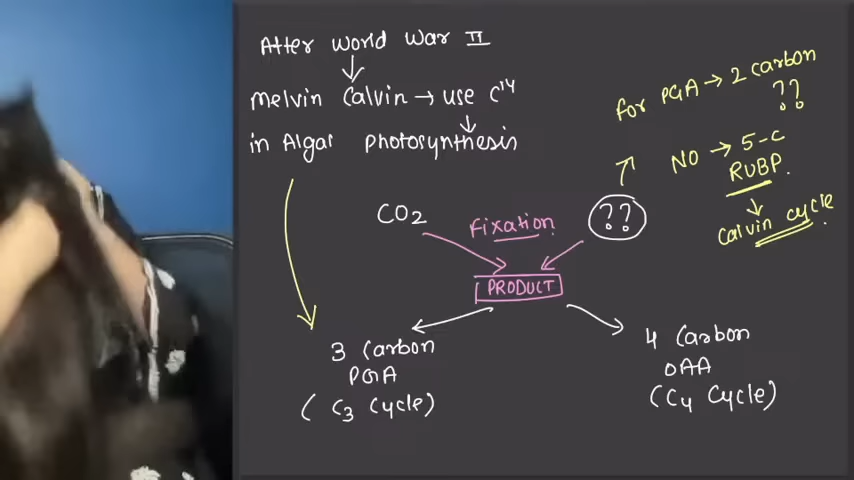 After World War II
Melvin Calvin → use C14
in Algal photosynthesis
for PGA → 2 carbon
??
NO → 5-C
RUBP.
Calvin cycle
CO2
Fixation
??
PRODUCT
3 Carbon
PGA
( C3 Cycle)
4 Carbon
OAA
(C4 Cycle)